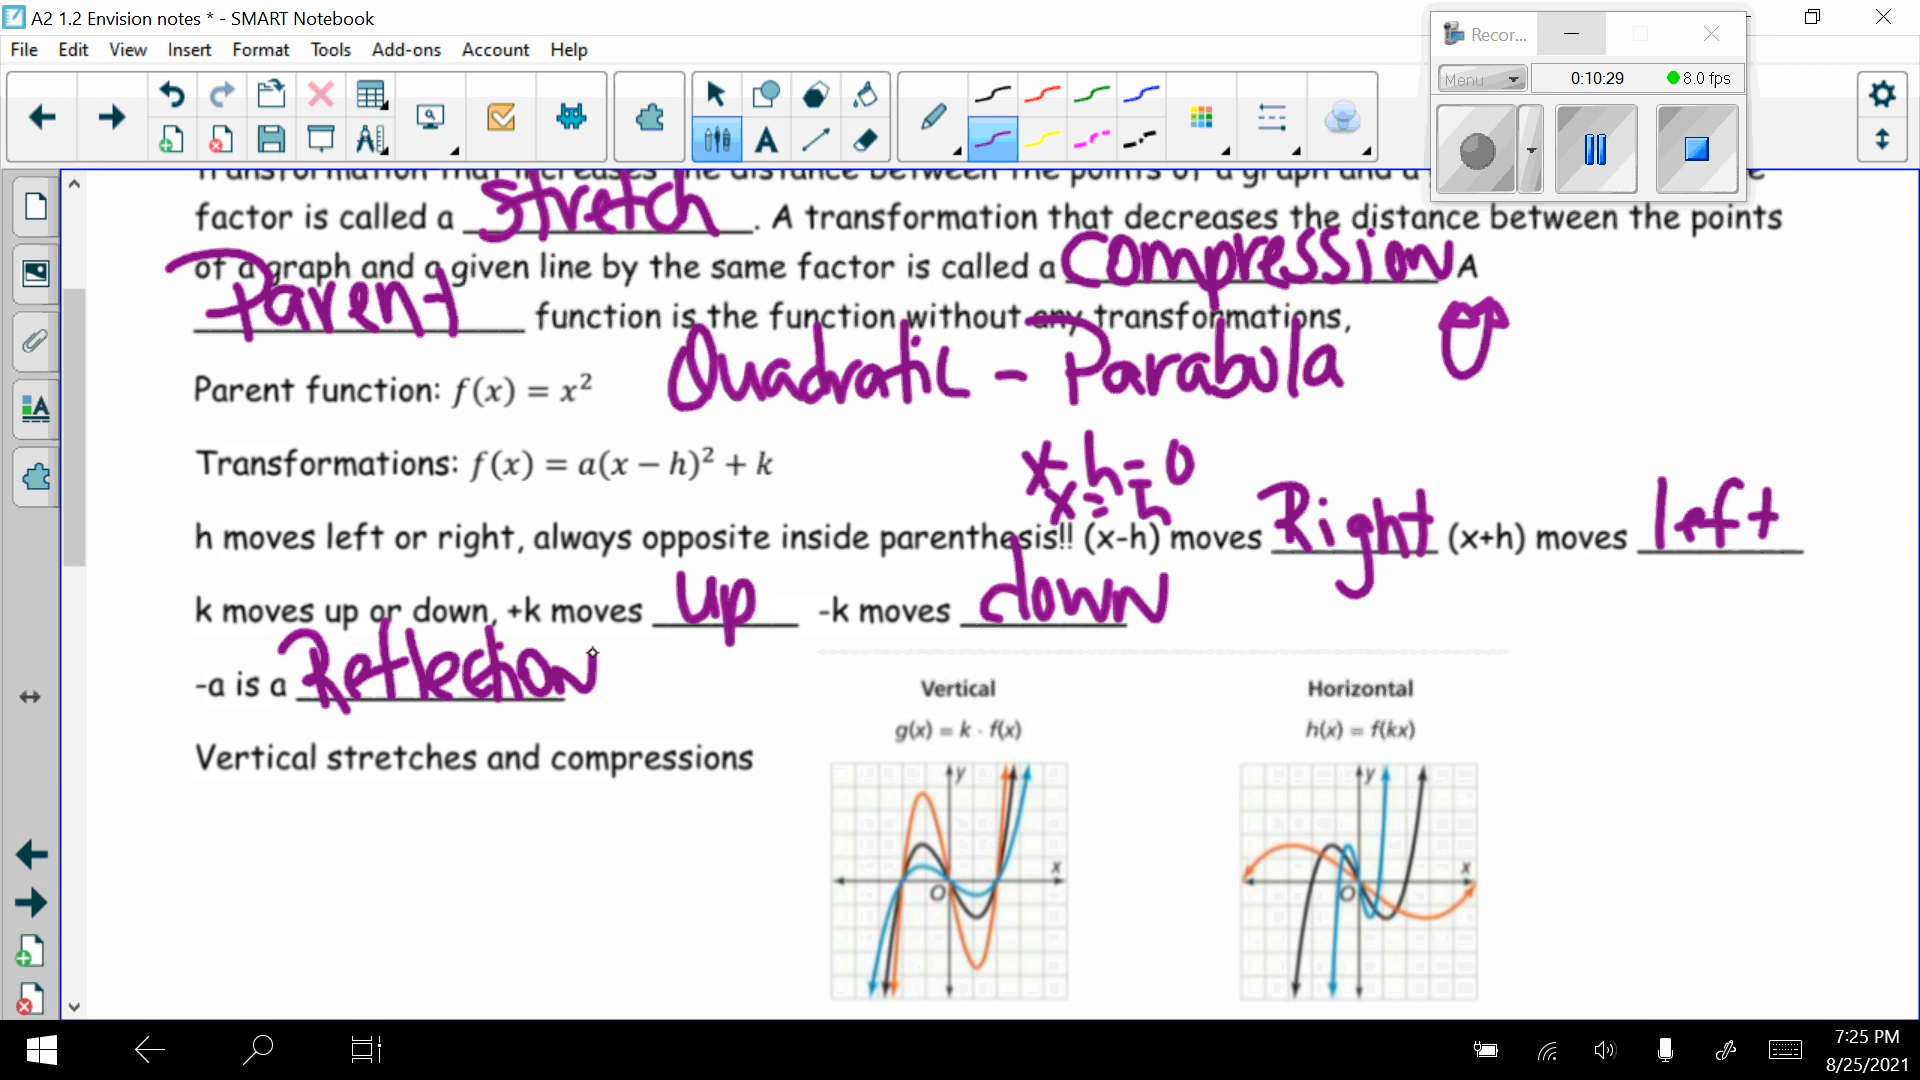 A2 1.2 Envision notes * - SMART Notebook
File Edit View Insert Format Tools Add-ons Account Help
Recor...
Menu 0:10:29 8.0 fps
factor is called a stretch. A transformation that decreases the distance between the points
of a graph and a given line by the same factor is called a Compression A
Parent function is the function without any transformations,
Quadratic - Parabula
Parent function: f(x) = x²
Transformations: f(x) = a(x − h)² + k
x-h=0
x=h
h moves left or right, always opposite inside parenthesis!! (x-h) moves Right (x+h) moves left
k moves up or down, +k moves up -k moves down
-a is a Reflection
Vertical Horizontal
g(x) = k · f(x) h(x) = f(kx)
Vertical stretches and compressions
y y
x x
O O
7:25 PM
8/25/2021